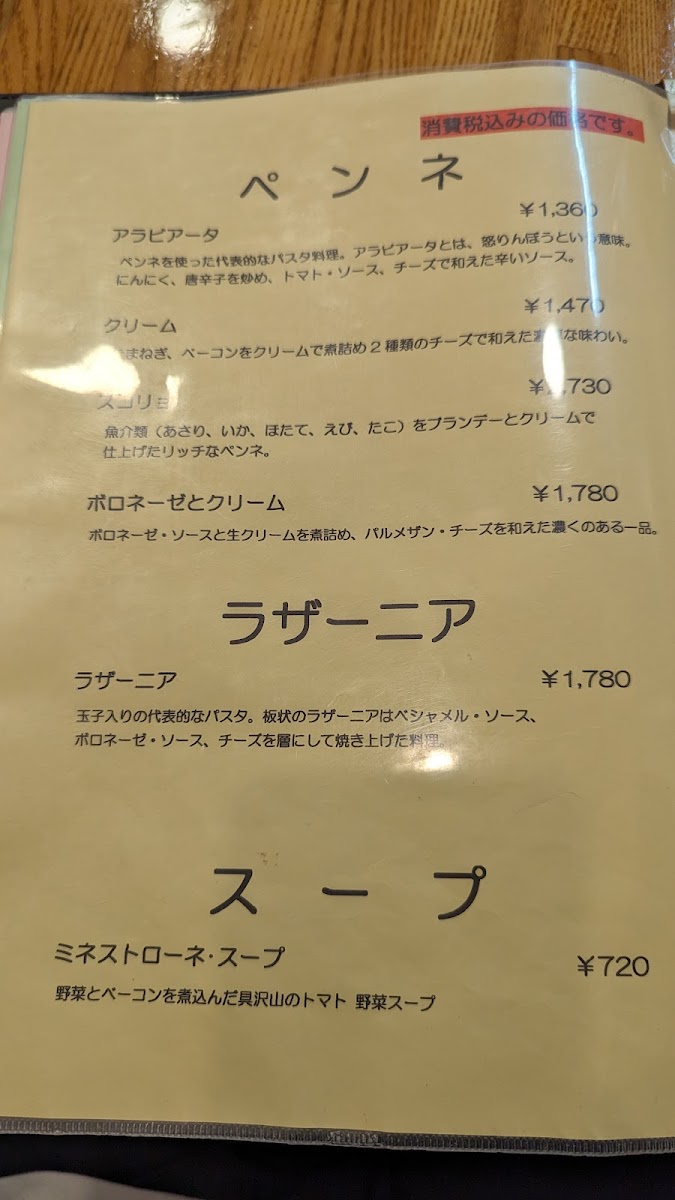 消費税込みの価格です。
ペンネ
アラビアータ ¥1,360
ペンネを使った代表的なパスタ料理。アラビアータとは、怒りんぼうという意味。
にんにく、唐辛子を炒め、トマト・ソース、チーズで和えた辛いソース。
クリーム ¥1,470
まねぎ、ベーコンをクリームで煮詰め2種類のチーズで和えた な味わい。
スコリョ ,730
魚介類（あさり、いか、ほたて、えび、たこ）をブランデーとクリームで
仕上げたリッチなペンネ。
ボロネーゼとクリーム ¥1,780
ボロネーゼ・ソースと生クリームを煮詰め、パルメザン・チーズを和えた濃くのある一品。
ラザーニア
ラザーニア ¥1,780
玉子入りの代表的なパスタ。板状のラザーニアはベシャメル・ソース、
ボロネーゼ・ソース、チーズを層にして焼き上げた料理。
スープ
ミネストローネ・スープ ¥720
野菜とベーコンを煮込んだ具沢山のトマト 野菜スープ